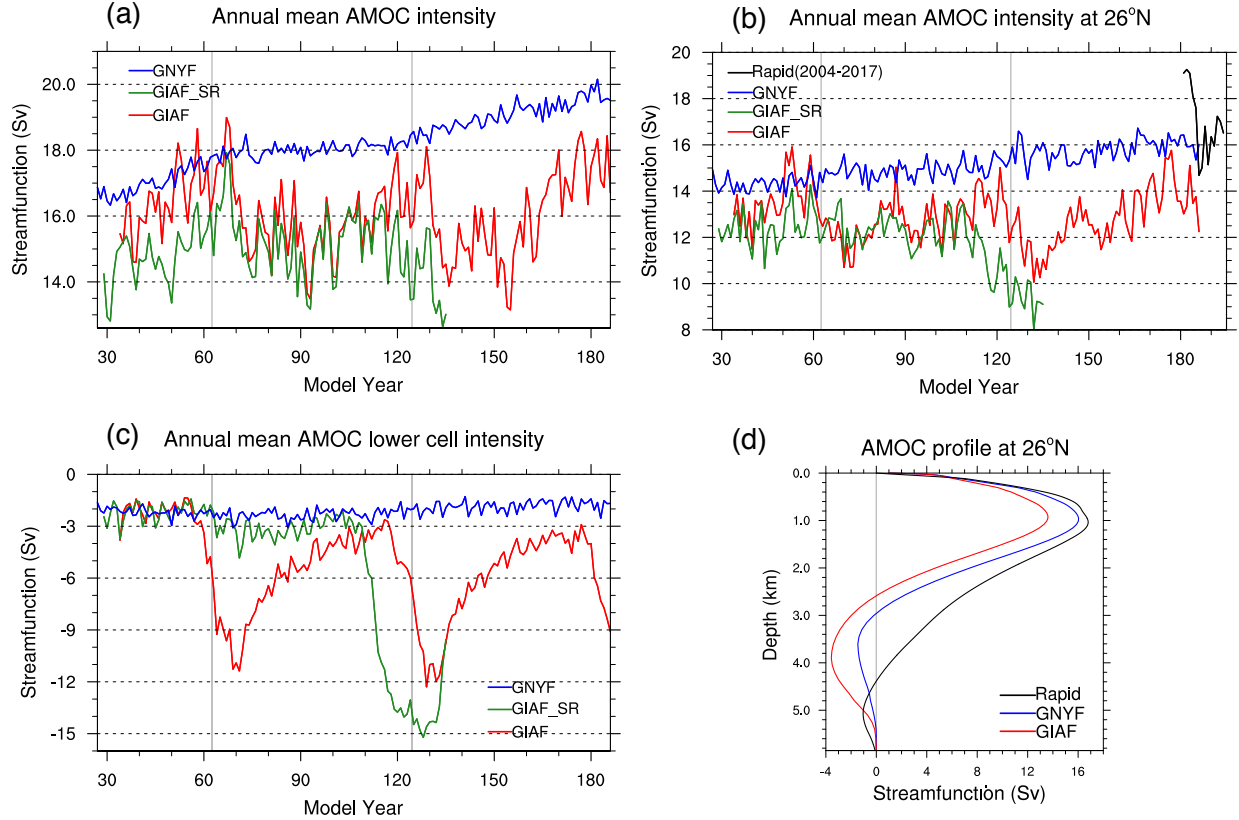 (a)
Annual mean AMOC intensity
Streamfunction (Sv)
20.0
18.0
16.0
14.0
GNYF
GIAF_SR
GIAF
30 60 90 120 150 180
Model Year
(b)
Annual mean AMOC intensity at 26°N
Streamfunction (Sv)
20
18
16
14
12
10
8
Rapid(2004-2017)
GNYF
GIAF_SR
GIAF
30 60 90 120 150 180
Model Year
(c)
Annual mean AMOC lower cell intensity
Streamfunction (Sv)
0
-3
-6
-9
-12
-15
GNYF
GIAF_SR
GIAF
30 60 90 120 150 180
Model Year
(d)
AMOC profile at 26°N
Depth (km)
0.0
1.0
2.0
3.0
4.0
5.0
Rapid
GNYF
GIAF
-4 0 4 8 12 16
Streamfunction (Sv)